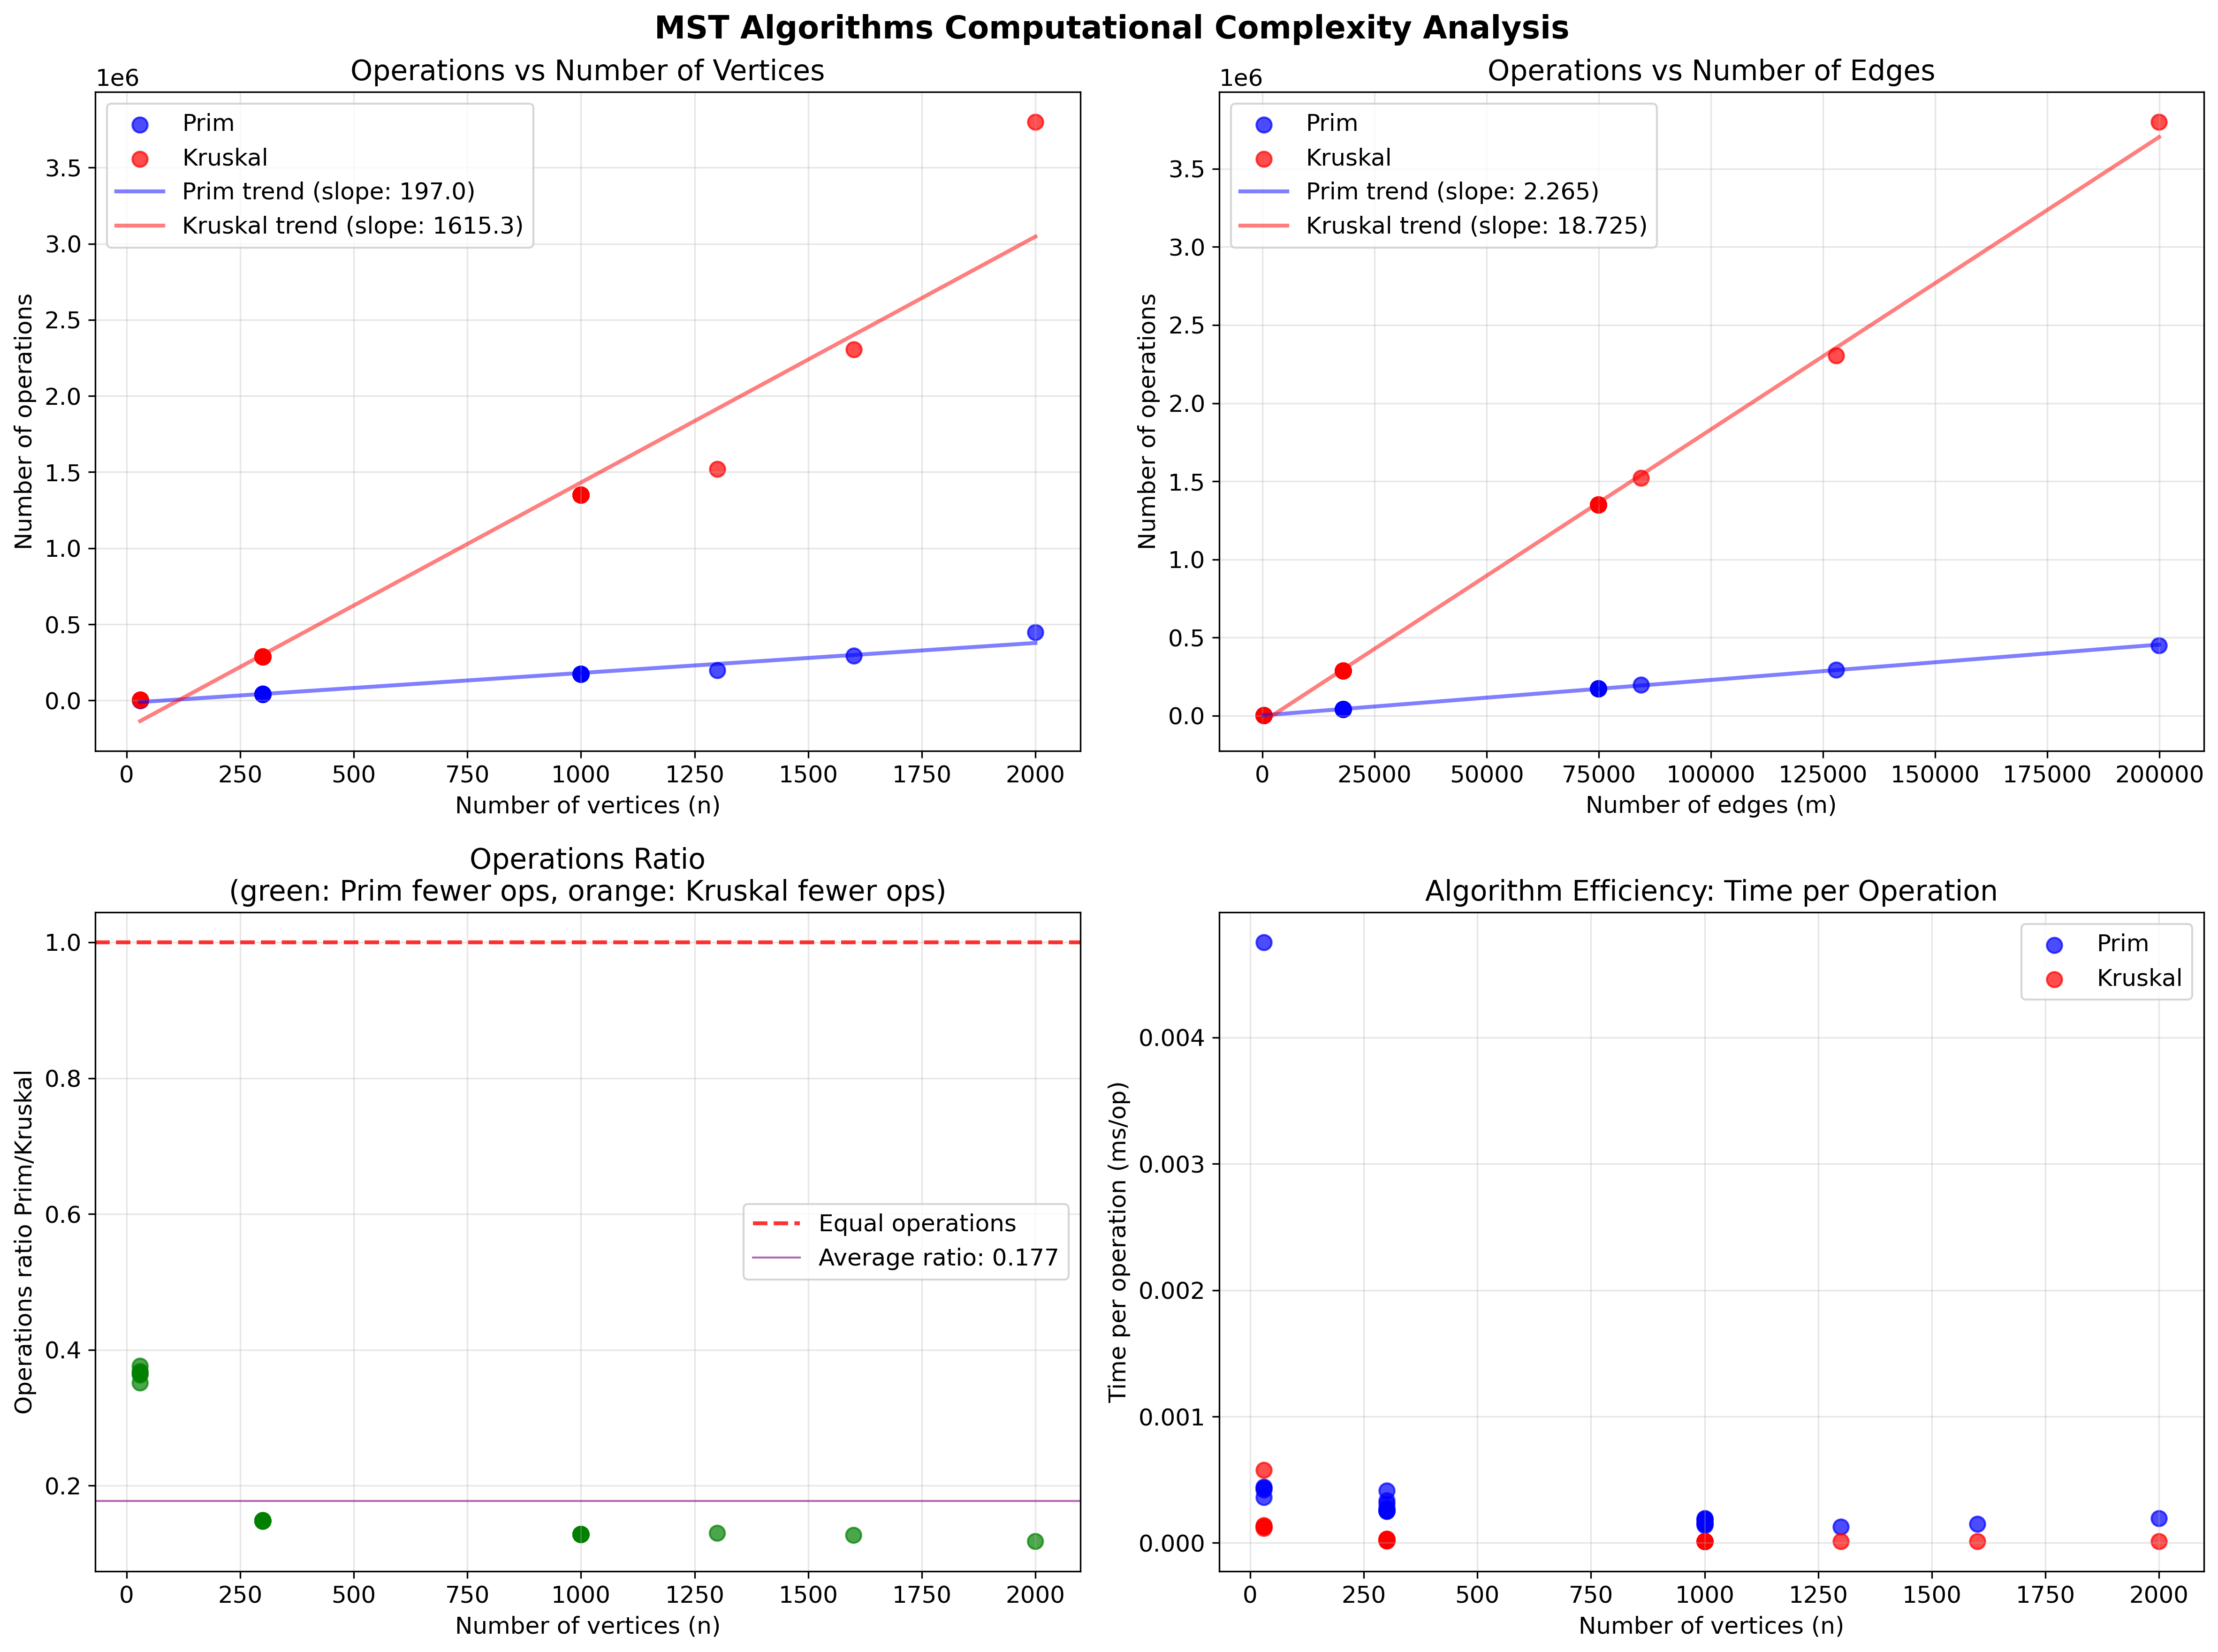 MST Algorithms Computational Complexity Analysis
Operations vs Number of Vertices
1e6
Prim
Kruskal
Prim trend (slope: 197.0)
Kruskal trend (slope: 1615.3)
Number of operations
3.5
3.0
2.5
2.0
1.5
1.0
0.5
0.0
0 250 500 750 1000 1250 1500 1750 2000
Number of vertices (n)
Operations vs Number of Edges
1e6
Prim
Kruskal
Prim trend (slope: 2.265)
Kruskal trend (slope: 18.725)
Number of operations
3.5
3.0
2.5
2.0
1.5
1.0
0.5
0.0
0 25000 50000 75000 100000 125000 150000 175000 200000
Number of edges (m)
Operations Ratio
(green: Prim fewer ops, orange: Kruskal fewer ops)
Operations ratio Prim/Kruskal
1.0
0.8
0.6
0.4
0.2
Equal operations
Average ratio: 0.177
0 250 500 750 1000 1250 1500 1750 2000
Number of vertices (n)
Algorithm Efficiency: Time per Operation
Prim
Kruskal
Time per operation (ms/op)
0.004
0.003
0.002
0.001
0.000
0 250 500 750 1000 1250 1500 1750 2000
Number of vertices (n)